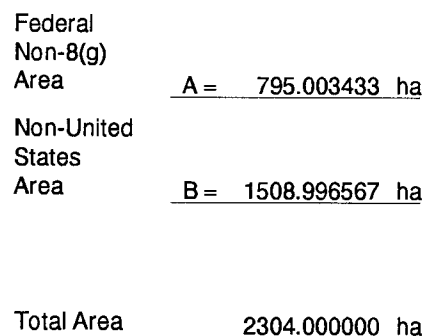 Federal
Non-8(g)
Area A = 795.003433 ha
Non-United
States
Area B = 1508.996567 ha
Total Area 2304.000000 ha